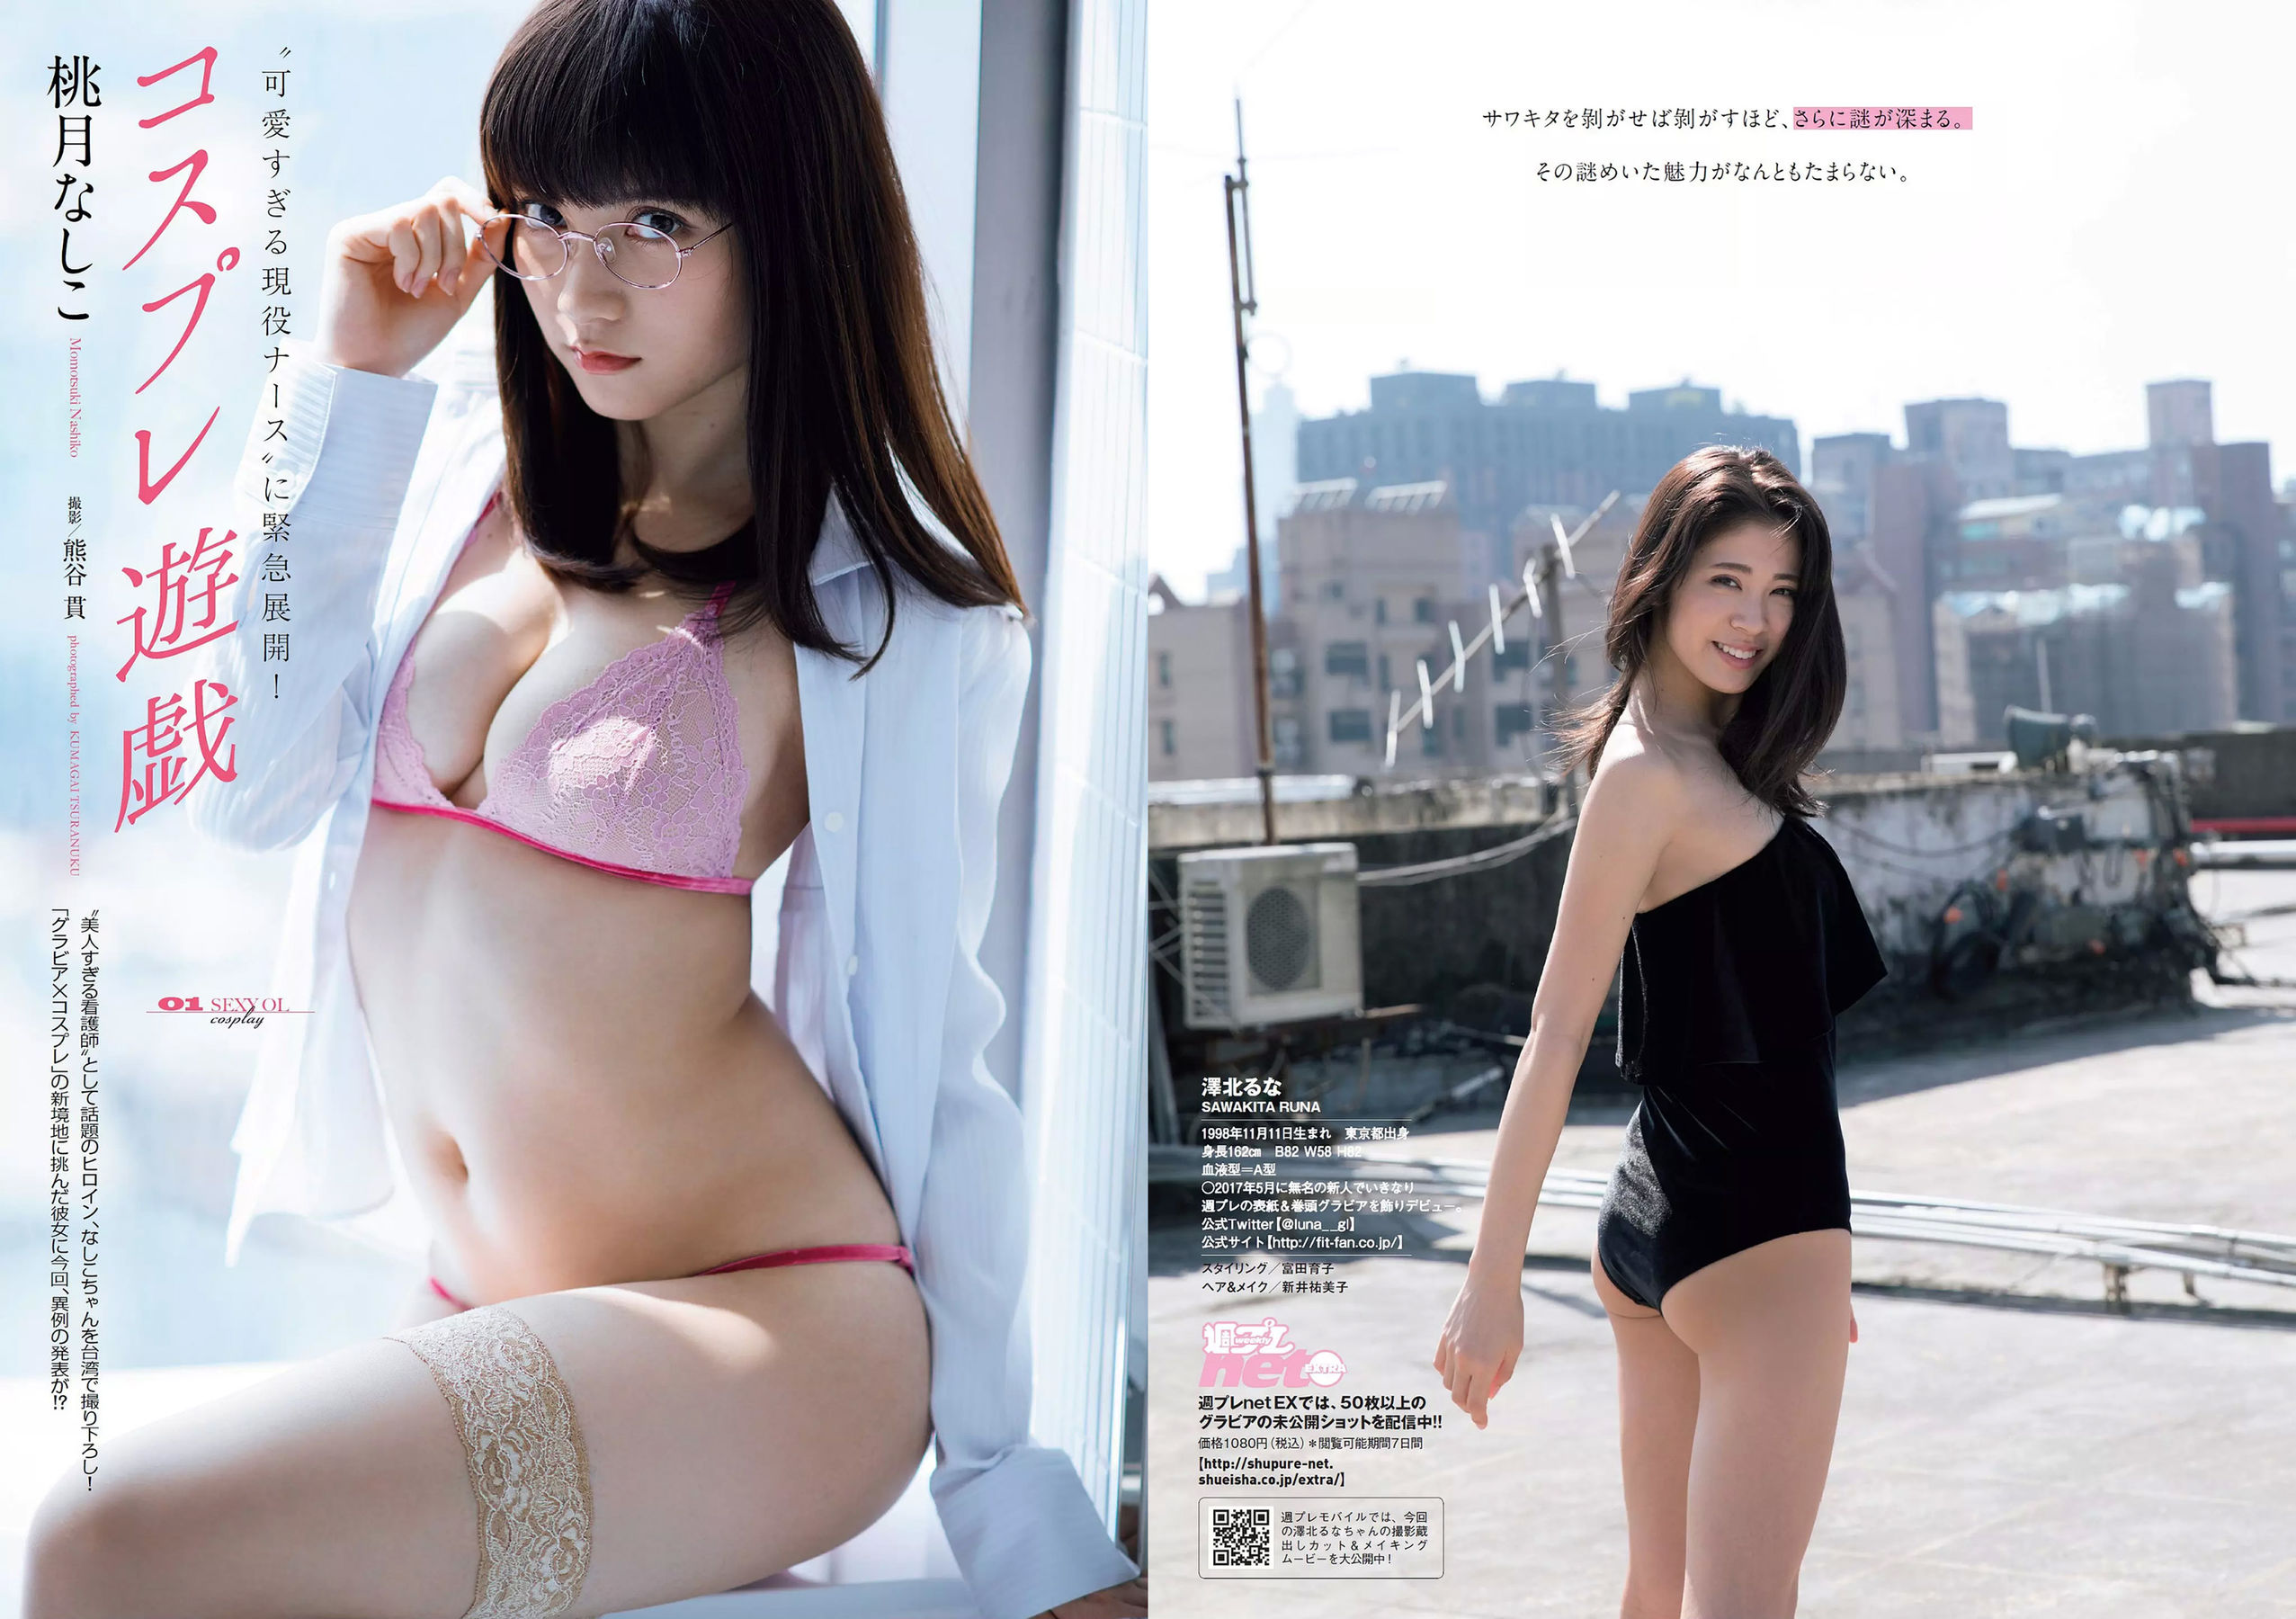 〝可愛すぎる現役ナース〟に緊急展開!
コスプレ遊戯
桃月なしこ
Momotsuki Nashiko
撮影/熊谷 貫
photographed by KUMAGAI TSURANUKU
〝美人すぎる看護師〟として話題のヒロイン、なしこちゃんを台湾で撮り下ろし!
「グラビア×コスプレ」の新境地に挑んだ彼女に今回、異例の発表が!?
01 SEXY OL
cosplay
サワキタを剝がせば剝がすほど、さらに謎が深まる。
その謎めいた魅力がなんともたまらない。
澤北るな
SAWAKITA RUNA
1998年11月11日生まれ 東京都出身
身長162㎝ B82 W58 H82
血液型=A型
○2017年5月に無名の新人でいきなり
週プレの表紙&巻頭グラビアを飾りデビュー。
公式Twitter【@luna__gl】
公式サイト【http://fit-fan.co.jp/】
スタイリング/富田育子
ヘア&メイク/新井祐美子
週プレ weekly
net EXTRA
週プレnet EXでは、50枚以上の
グラビアの未公開ショットを配信中!!
価格1080円(税込)*閲覧可能期間7日間
【http://shupure-net.
shueisha.co.jp/extra/】
週プレモバイルでは、今回
の澤北るなちゃんの撮影蔵
出しカット&メイキング
ムービーを大公開中!